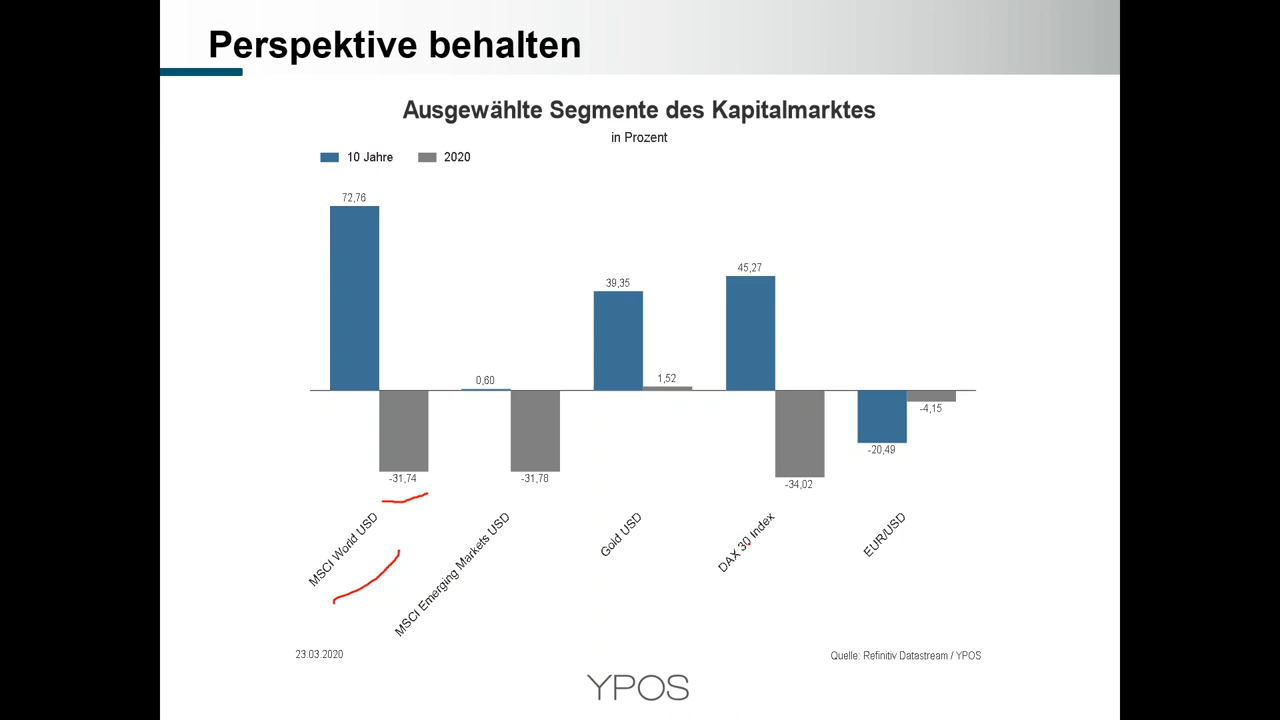 Perspektive behalten
Ausgewählte Segmente des Kapitalmarktes
in Prozent
10 Jahre
2020
72,76
-31,74
0,60
-31,78
39,35
1,52
45,27
-34,02
-20,49
-4,15
MSCI World USD
MSCI Emerging Markets USD
Gold USD
DAX 30 Index
EUR/USD
23.03.2020
Quelle: Refinitiv Datastream / YPOS
YPOS